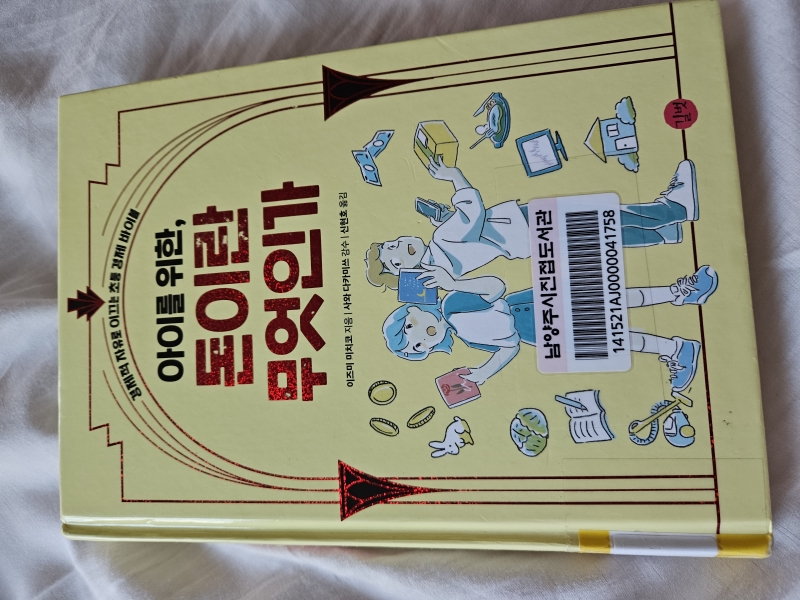 경제적 자유로 이끄는 초등 경제 바이블
아이를 위한,
돈이란
무엇인가
이즈미 미치코 지음 | 사와 다카미쓰 감수 | 신현호 옮김
남양주시진접도서관
141521AJ0000041758
길벗